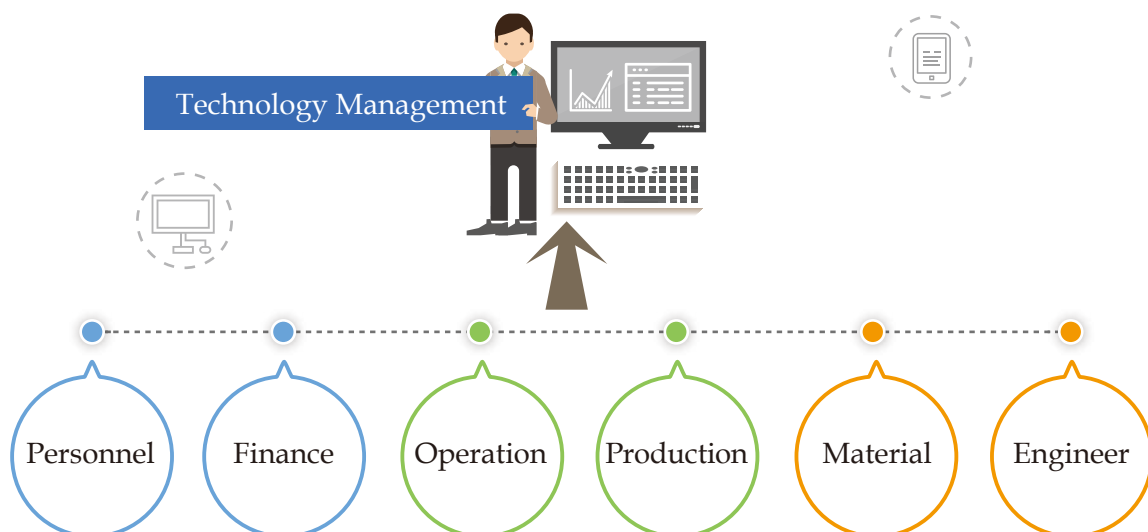 Technology Management
Personnel
Finance
Operation
Production
Material
Engineer